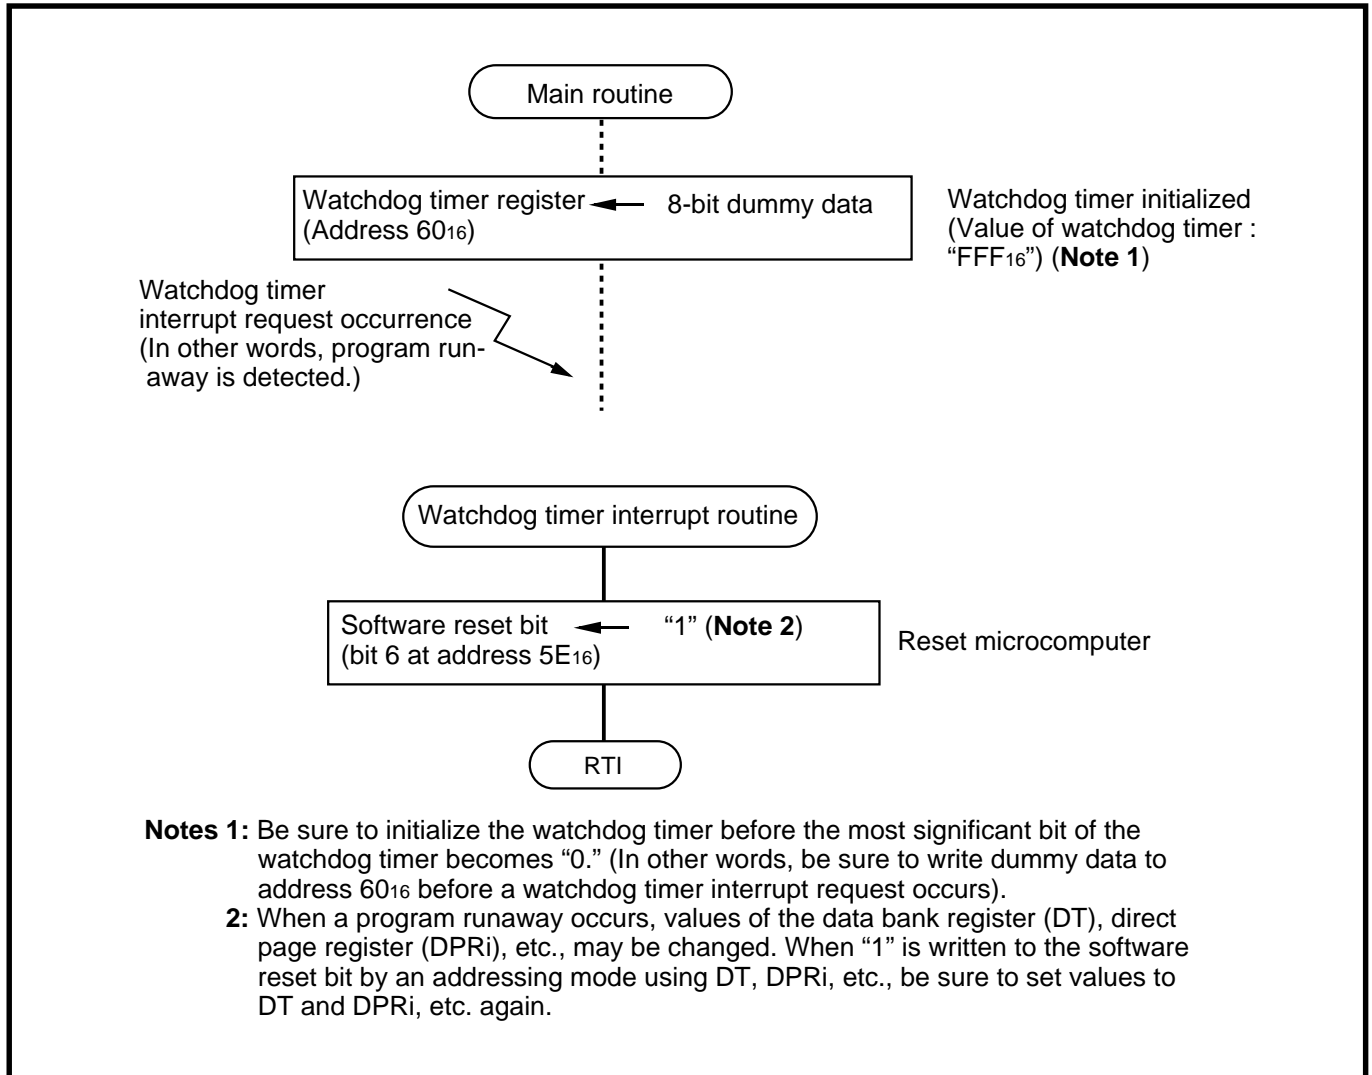 Main routine
Watchdog timer register
8-bit dummy data
(Address 6016)
Watchdog timer initialized
(Value of watchdog timer :
“FFF16”) (Note 1)
Watchdog timer
interrupt request occurrence
(In other words, program run-
away is detected.)
Watchdog timer interrupt routine
Software reset bit
“1” (Note 2)
(bit 6 at address 5E16)
Reset microcomputer
RTI
Notes 1: Be sure to initialize the watchdog timer before the most significant bit of the
watchdog timer becomes “0.” (In other words, be sure to write dummy data to
address 6016 before a watchdog timer interrupt request occurs).
2: When a program runaway occurs, values of the data bank register (DT), direct
page register (DPRi), etc., may be changed. When “1” is written to the software
reset bit by an addressing mode using DT, DPRi, etc., be sure to set values to
DT and DPRi, etc. again.